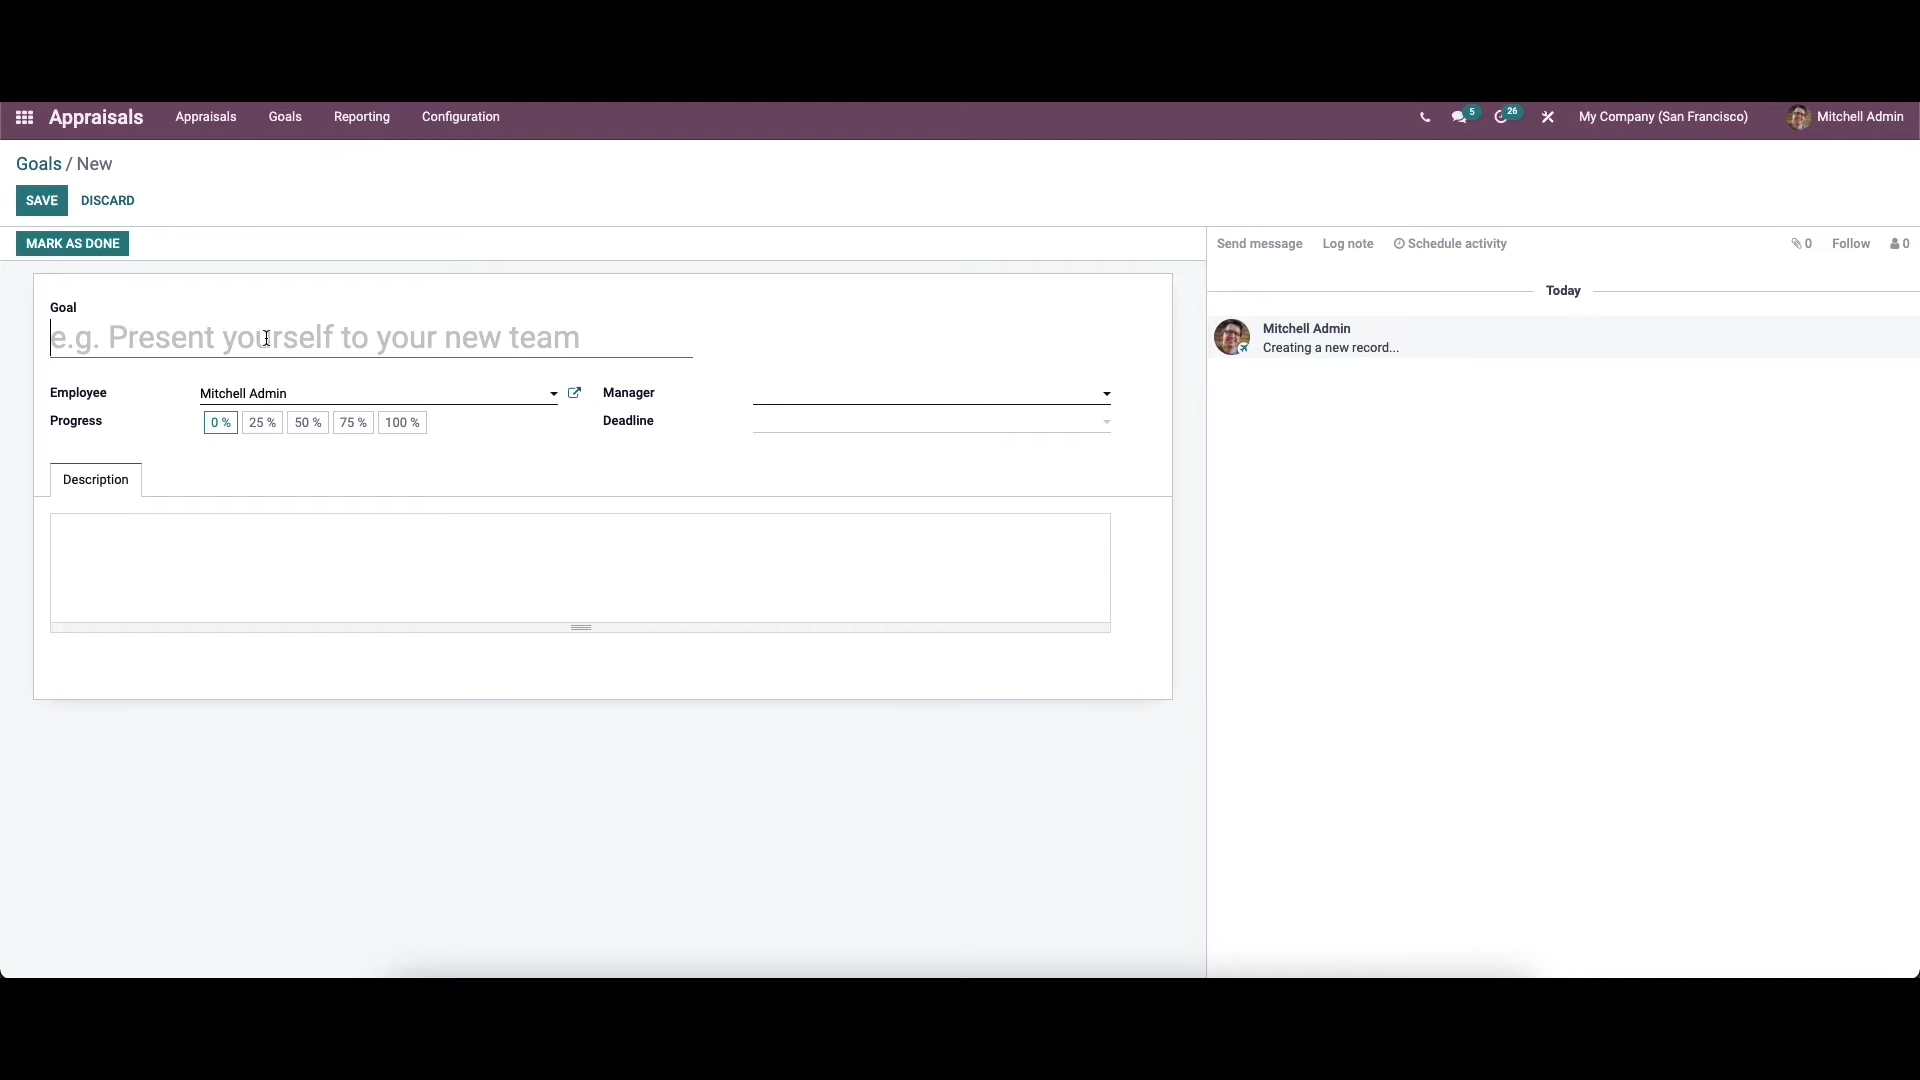 Appraisals Appraisals Goals Reporting Configuration 5 26 My Company (San Francisco) Mitchell Admin
Goals / New
SAVE DISCARD
MARK AS DONE Send message Log note Schedule activity 0 Follow 0
Today
Goal
e.g. Present yourself to your new team
Mitchell Admin
Creating a new record...
Employee Mitchell Admin Manager
Progress 0 % 25 % 50 % 75 % 100 % Deadline
Description